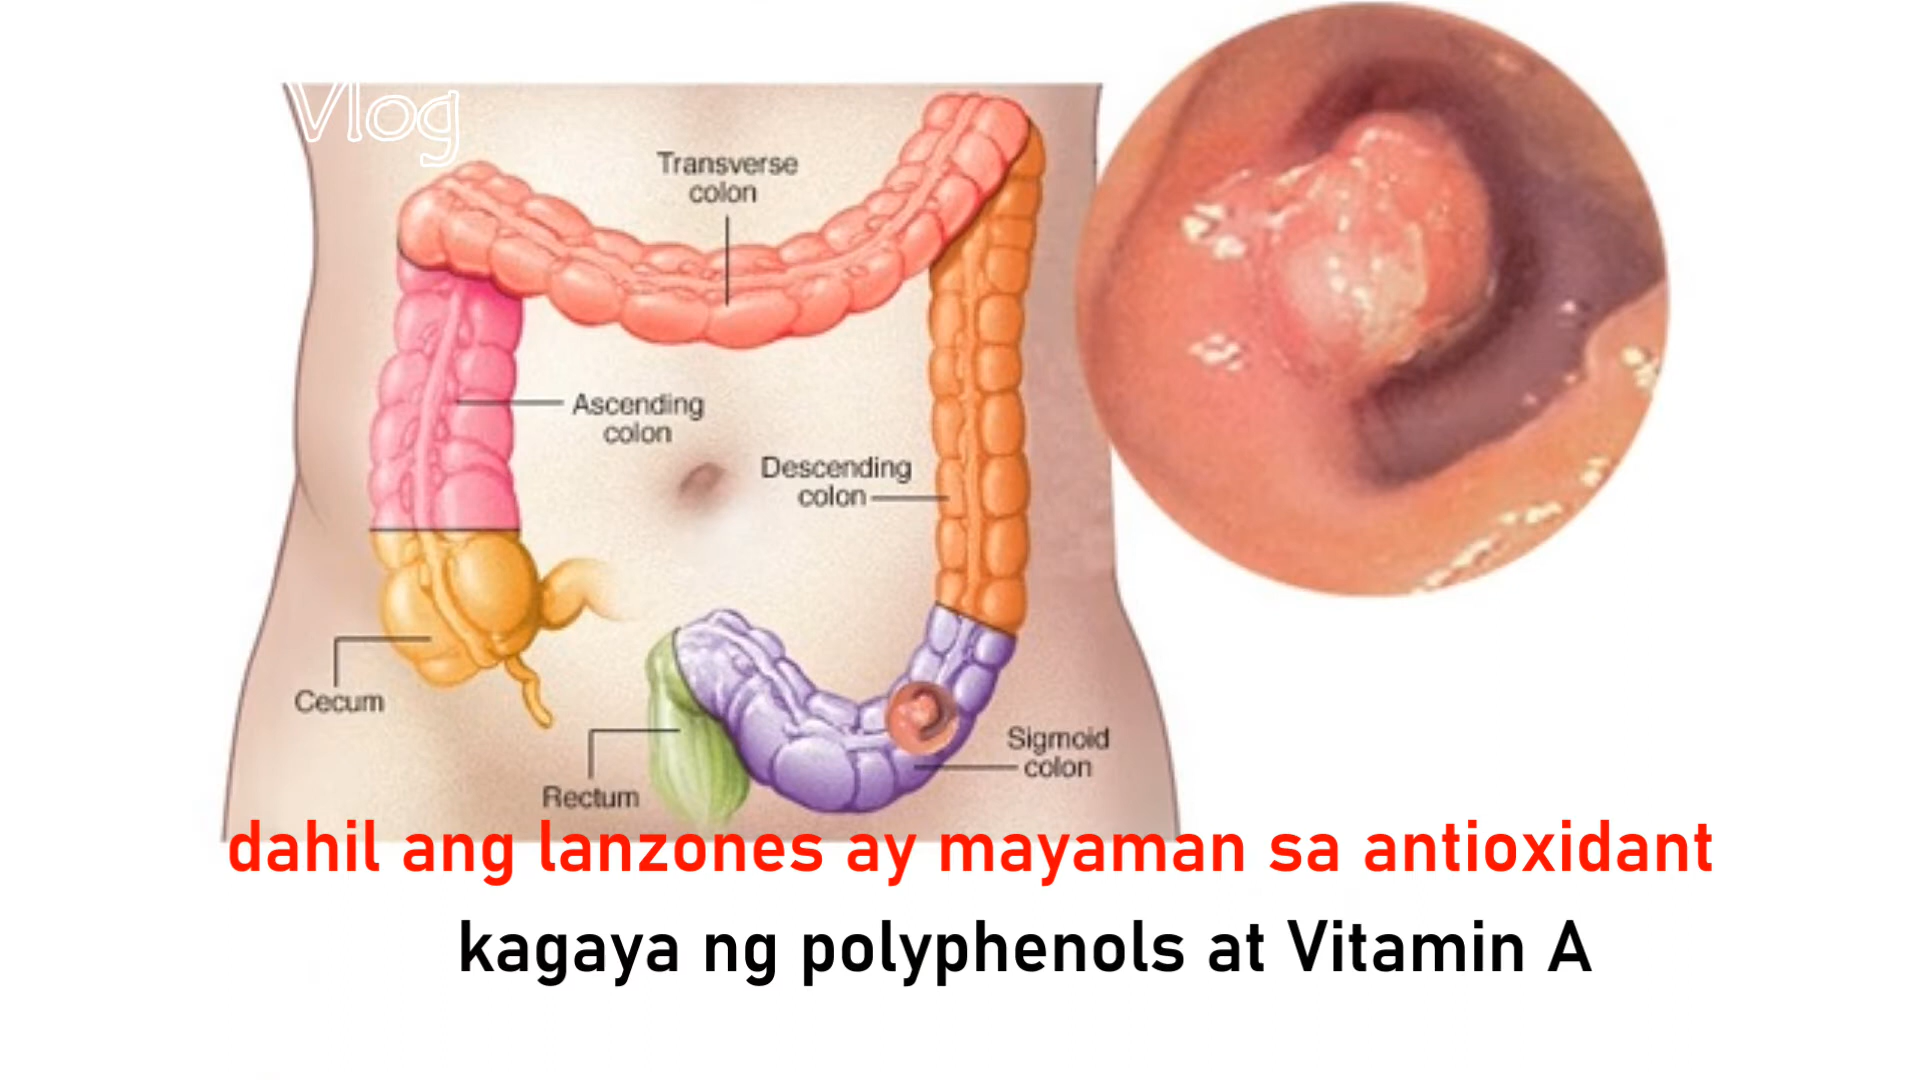 Vlog
Transverse
colon
Ascending
colon
Descending
colon
Cecum
Rectum
Sigmoid
colon
dahil ang lanzones ay mayaman sa antioxidant
kagaya ng polyphenols at Vitamin A